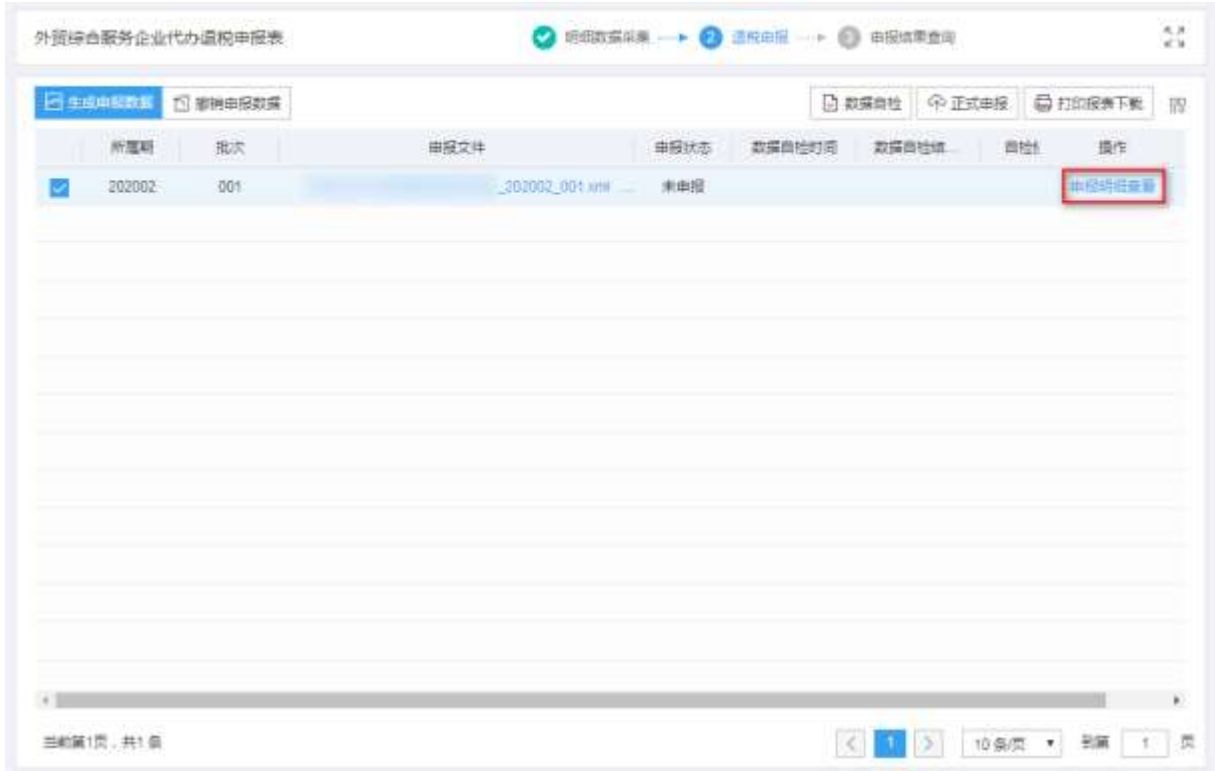 外贸综合服务企业代办退税申报表 明细数据采集 2 退税申报 3 申报结果查询
生成申报数据 撤销申报数据 数据自检 正式申报 打印报表下载
所属期 批次 申报文件 申报状态 数据自检时间 数据自检结... 自检 操作
202002 001 _202002_001.xml ... 未申报 申报明细查看
当前第1页,共1条 < 1 > 10 条/页 到第 1 页